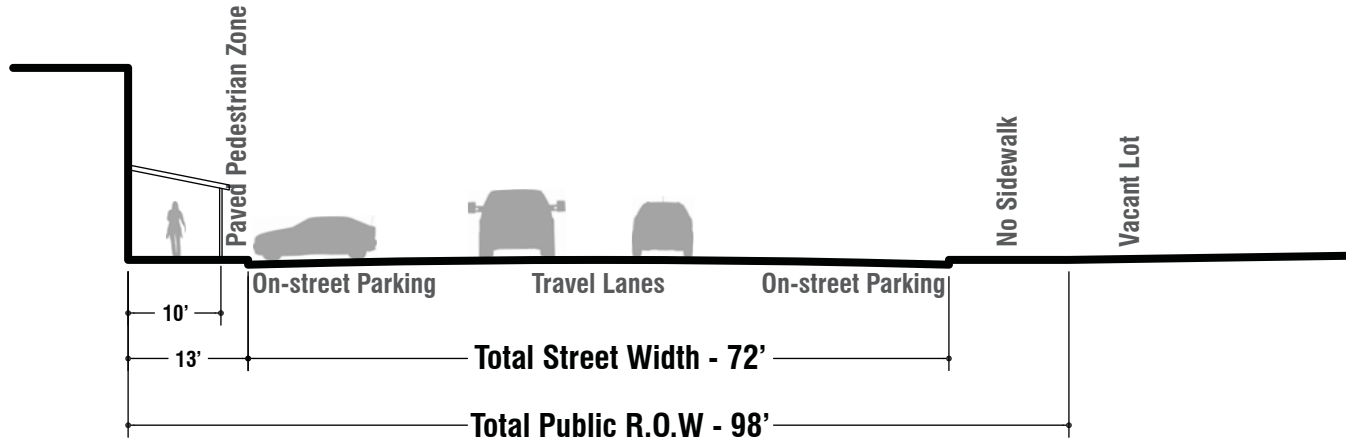 Paved Pedestrian Zone
No Sidewalk
Vacant Lot
On-street Parking
Travel Lanes
On-street Parking
10’
13’
Total Street Width - 72’
Total Public R.O.W - 98’